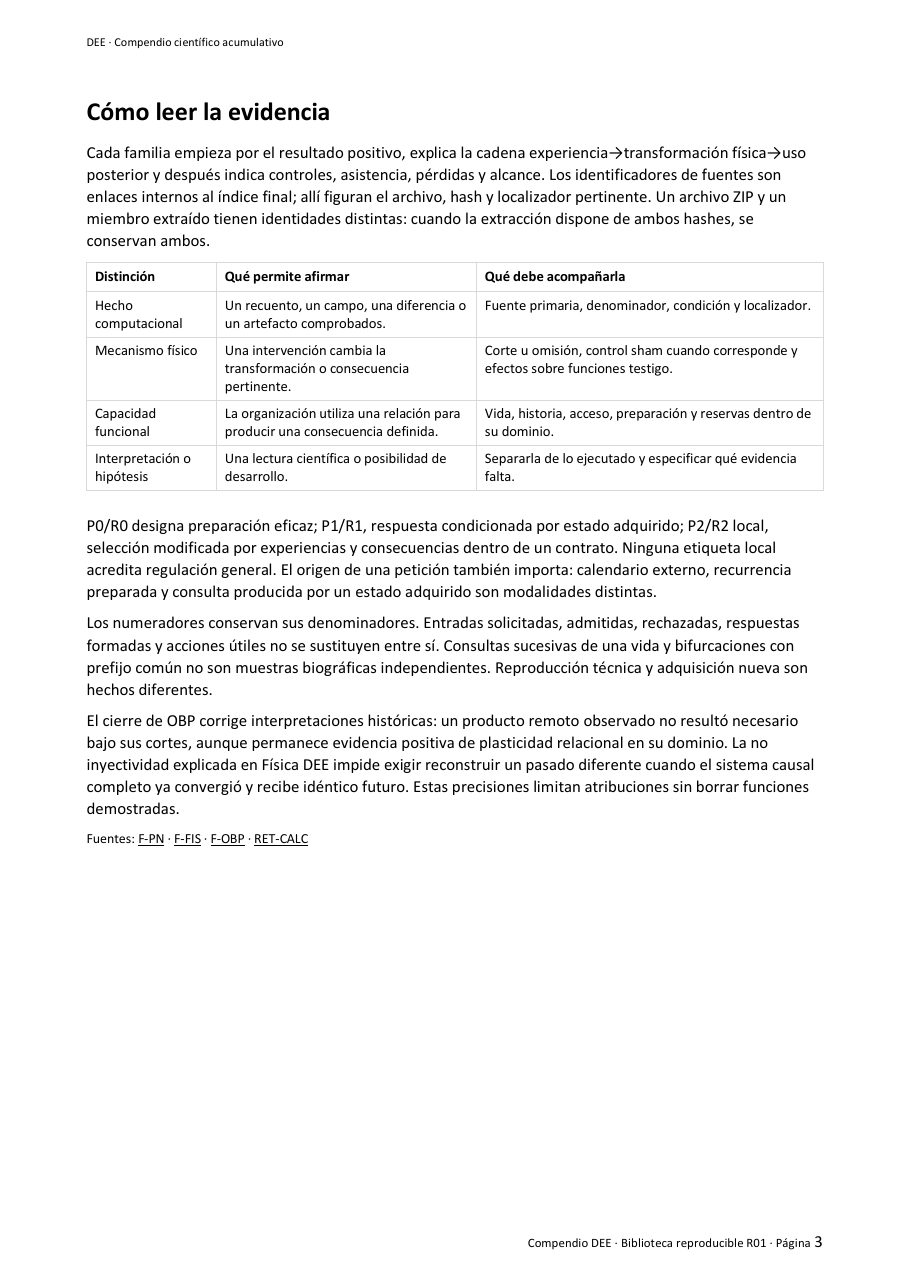 DEE · Compendio científico acumulativo
Cómo leer la evidencia
Cada familia empieza por el resultado positivo, explica la cadena experiencia→transformación física→uso
posterior y después indica controles, asistencia, pérdidas y alcance. Los identificadores de fuentes son
enlaces internos al índice final; allí figuran el archivo, hash y localizador pertinente. Un archivo ZIP y un
miembro extraído tienen identidades distintas: cuando la extracción dispone de ambos hashes, se
conservan ambos.
Distinción
Qué permite afirmar
Qué debe acompañarla
Hecho
computacional
Un recuento, un campo, una diferencia o
un artefacto comprobados.
Fuente primaria, denominador, condición y localizador.
Mecanismo físico
Una intervención cambia la
transformación o consecuencia
pertinente.
Corte u omisión, control sham cuando corresponde y
efectos sobre funciones testigo.
Capacidad
funcional
La organización utiliza una relación para
producir una consecuencia definida.
Vida, historia, acceso, preparación y reservas dentro de
su dominio.
Interpretación o
hipótesis
Una lectura científica o posibilidad de
desarrollo.
Separarla de lo ejecutado y especificar qué evidencia
falta.
P0/R0 designa preparación eficaz; P1/R1, respuesta condicionada por estado adquirido; P2/R2 local,
selección modificada por experiencias y consecuencias dentro de un contrato. Ninguna etiqueta local
acredita regulación general. El origen de una petición también importa: calendario externo, recurrencia
preparada y consulta producida por un estado adquirido son modalidades distintas.
Los numeradores conservan sus denominadores. Entradas solicitadas, admitidas, rechazadas, respuestas
formadas y acciones útiles no se sustituyen entre sí. Consultas sucesivas de una vida y bifurcaciones con
prefijo común no son muestras biográficas independientes. Reproducción técnica y adquisición nueva son
hechos diferentes.
El cierre de OBP corrige interpretaciones históricas: un producto remoto observado no resultó necesario
bajo sus cortes, aunque permanece evidencia positiva de plasticidad relacional en su dominio. La no
inyectividad explicada en Física DEE impide exigir reconstruir un pasado diferente cuando el sistema causal
completo ya convergió y recibe idéntico futuro. Estas precisiones limitan atribuciones sin borrar funciones
demostradas.
Fuentes: F-PN · F-FIS · F-OBP · RET-CALC
Compendio DEE · Biblioteca reproducible R01 · Página 3